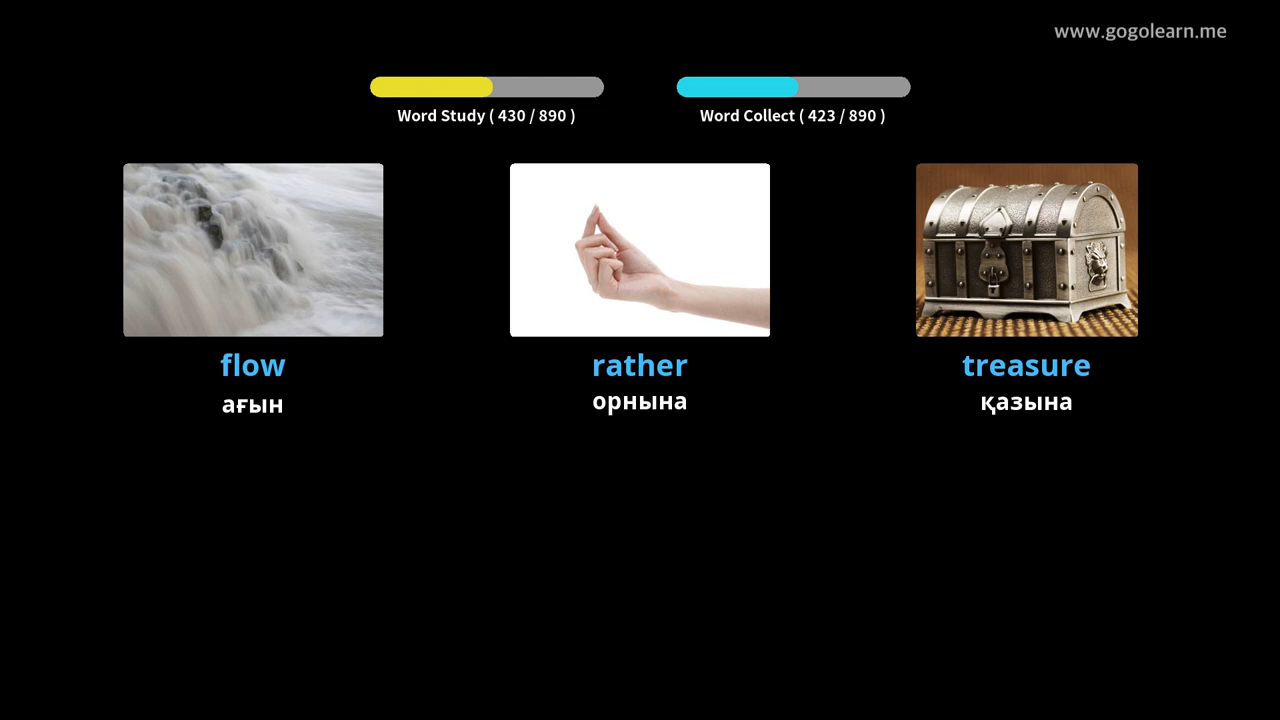 www.gogolearn.me
Word Study ( 430 / 890 )
Word Collect ( 423 / 890 )
flow
rather
treasure
ағын
орнына
қазына